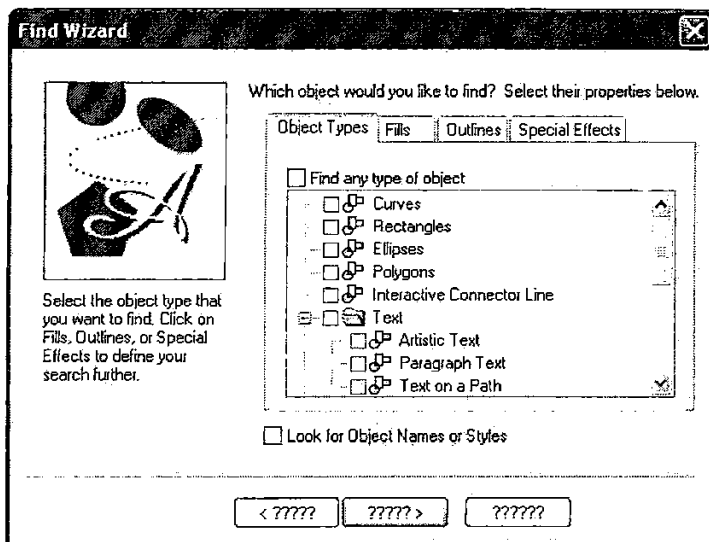 Find Wizard
Which object would you like to find? Select their properties below.
Object Types Fills Outlines Special Effects
Find any type of object
Curves
Rectangles
Ellipses
Polygons
Interactive Connector Line
Text
Artistic Text
Paragraph Text
Text on a Path
Select the object type that
you want to find. Click on
Fills, Outlines, or Special
Effects to define your
search further.
Look for Object Names or Styles
< ????? ????? > ??????